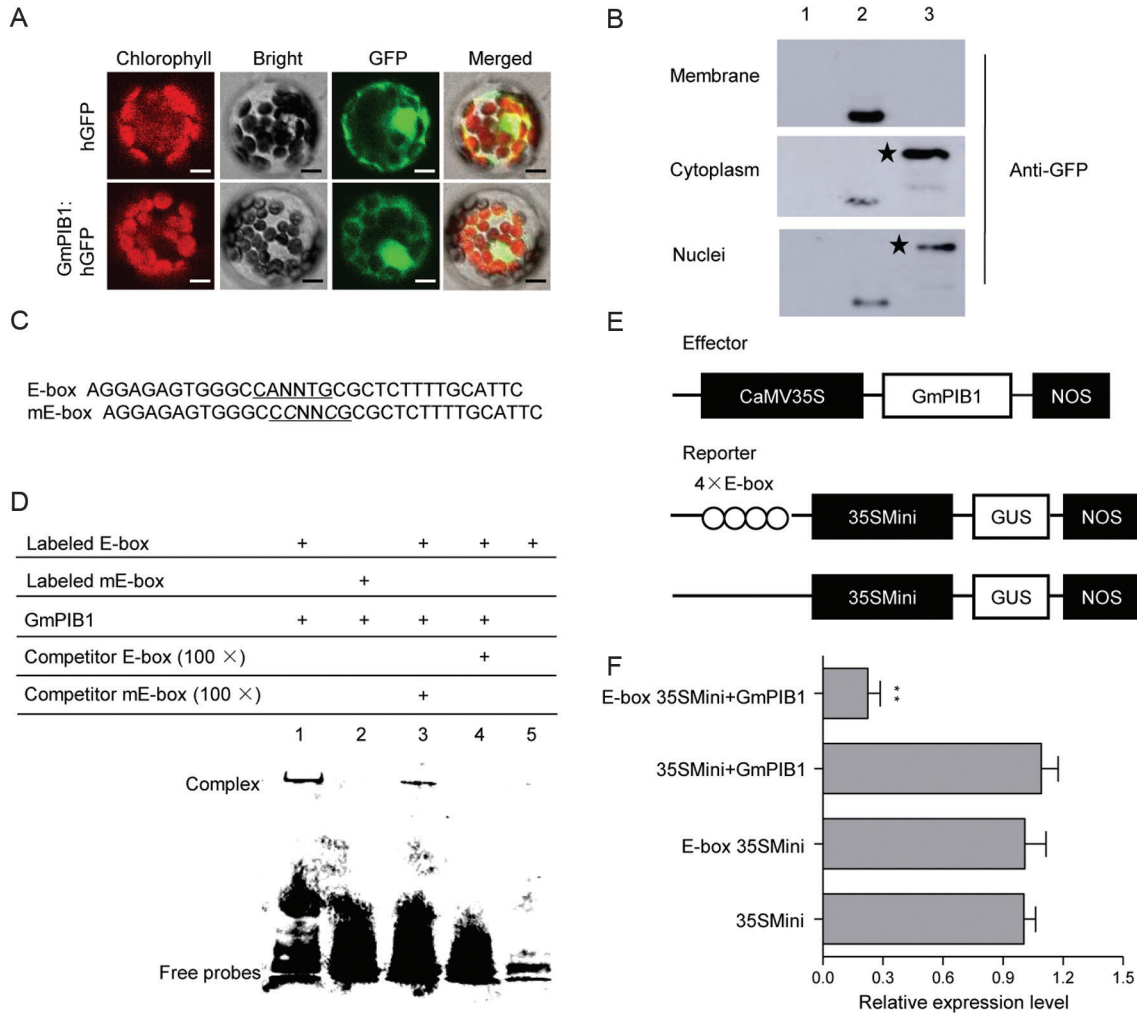 A
Chlorophyll Bright GFP Merged
hGFP
GmPIB1:
hGFP
B
1 2 3
Membrane
Cytoplasm
Nuclei
Anti-GFP
C
E-box AGGAGAGTGGGCCANNTGCGCTCTTTTGCATTC
mE-box AGGAGAGTGGGCCCNNCGCGCTCTTTTGCATTC
D
Labeled E-box + + + +
Labeled mE-box +
GmPIB1 + + + +
Competitor E-box (100 ×) +
Competitor mE-box (100 ×) +
1 2 3 4 5
Complex
Free probes
E
Effector
CaMV35S GmPIB1 NOS
Reporter
4×E-box
35SMini GUS NOS
35SMini GUS NOS
F
E-box 35SMini+GmPIB1 **
35SMini+GmPIB1
E-box 35SMini
35SMini
0.0 0.3 0.6 0.9 1.2 1.5
Relative expression level